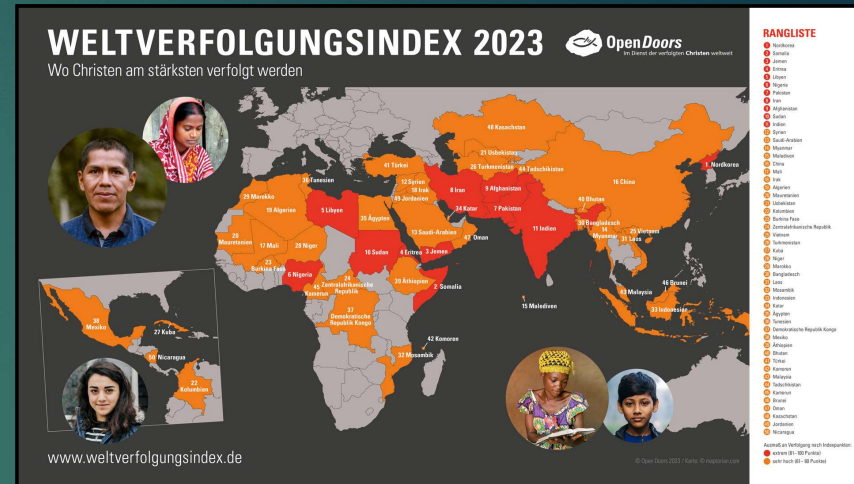 WELTVERFOLGUNGSINDEX 2023
OpenDoors
Im Dienst der verfolgten Christen weltweit
Wo Christen am stärksten verfolgt werden
48 Kasachstan
21 Usbekistan
26 Turkmenistan
44 Tadschikistan
41 Türkei
1 Nordkorea
36 Tunesien
12 Syrien
18 Irak
49 Jordanien
8 Iran
9 Afghanistan
16 China
29 Marokko
19 Algerien
5 Libyen
35 Ägypten
34 Katar
7 Pakistan
40 Bhutan
30 Bangladesch
25 Vietnam
14 Myanmar
31 Laos
11 Indien
13 Saudi-Arabien
47 Oman
20 Mauretanien
17 Mali
28 Niger
10 Sudan
4 Eritrea
3 Jemen
23 Burkina Faso
6 Nigeria
24 Zentralafrikanische Republik
39 Äthiopien
2 Somalia
45 Kamerun
15 Malediven
43 Malaysia
46 Brunei
33 Indonesien
37 Demokratische Republik Kongo
42 Komoren
32 Mosambik
38 Mexiko
27 Kuba
50 Nicaragua
22 Kolumbien
www.weltverfolgungsindex.de
© Open Doors 2023 / Karte: © maptorian.com
RANGLISTE
1 Nordkorea
2 Somalia
3 Jemen
4 Eritrea
5 Libyen
6 Nigeria
7 Pakistan
8 Iran
9 Afghanistan
10 Sudan
11 Indien
12 Syrien
13 Saudi-Arabien
14 Myanmar
15 Malediven
16 China
17 Mali
18 Irak
19 Algerien
20 Mauretanien
21 Usbekistan
22 Kolumbien
23 Burkina Faso
24 Zentralafrikanische Republik
25 Vietnam
26 Turkmenistan
27 Kuba
28 Niger
29 Marokko
30 Bangladesch
31 Laos
32 Mosambik
33 Indonesien
34 Katar
35 Ägypten
36 Tunesien
37 Demokratische Republik Kongo
38 Mexiko
39 Äthiopien
40 Bhutan
41 Türkei
42 Komoren
43 Malaysia
44 Tadschikistan
45 Kamerun
46 Brunei
47 Oman
48 Kasachstan
49 Jordanien
50 Nicaragua
Ausmaß an Verfolgung nach Indexpunkten:
extrem (81–100 Punkte)
sehr hoch (61–80 Punkte)